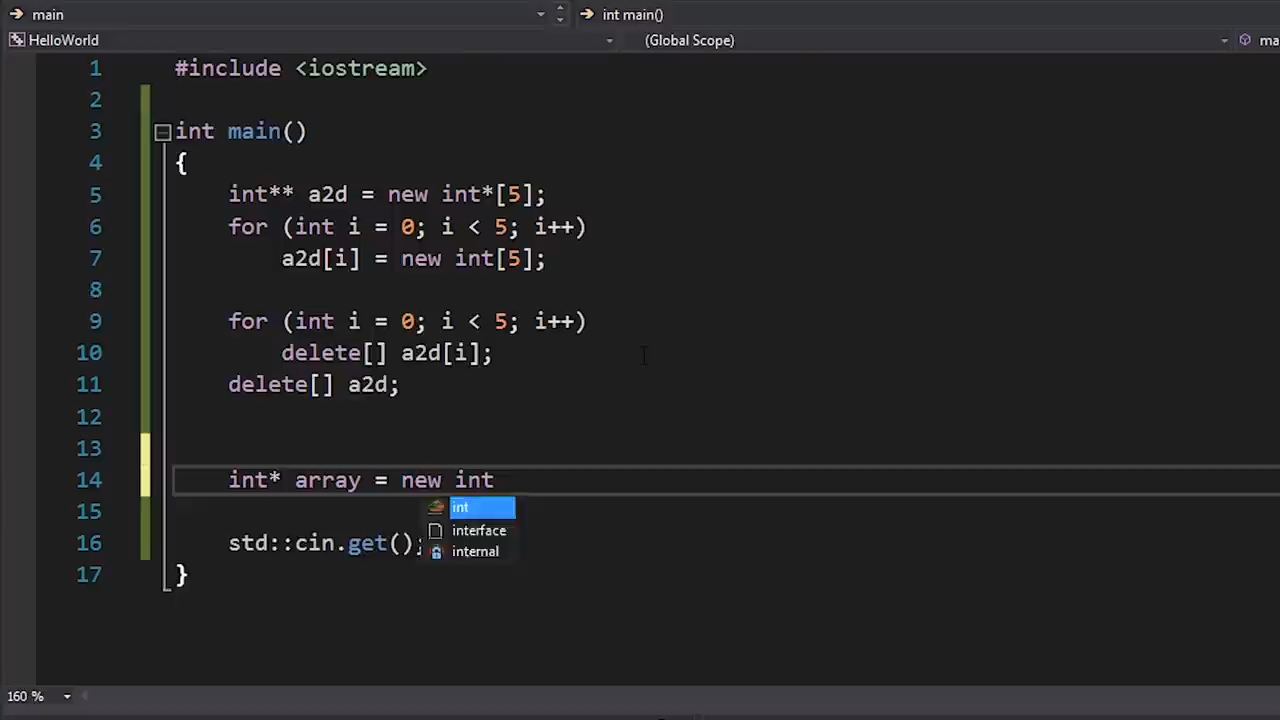 main int main()
HelloWorld (Global Scope) ma
1 #include <iostream>
2
3 int main()
4 {
5 int** a2d = new int*[5];
6 for (int i = 0; i < 5; i++)
7 a2d[i] = new int[5];
8
9 for (int i = 0; i < 5; i++)
10 delete[] a2d[i];
11 delete[] a2d;
12
13
14 int* array = new int
int
15
interface
16 std::cin.get();
internal
17 }
160 %